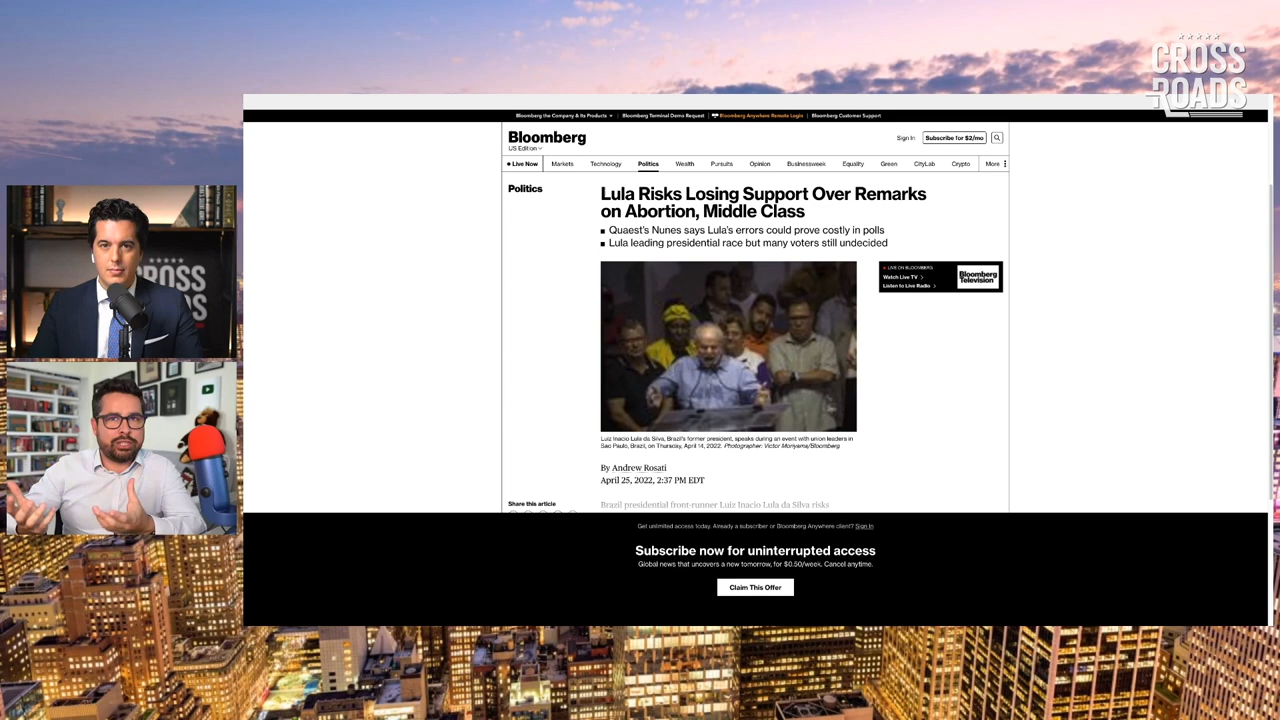 ★★★★★
CROSS
ROADS
Bloomberg the Company & Its Products
Bloomberg Terminal Demo Request
Bloomberg Anywhere Remote Login
Bloomberg Customer Support
Bloomberg
US Edition
Sign In
Subscribe for $2/mo
Live Now
Markets
Technology
Politics
Wealth
Pursuits
Opinion
Businessweek
Equality
Green
CityLab
Crypto
More
Politics
Lula Risks Losing Support Over Remarks
on Abortion, Middle Class
Quaest's Nunes says Lula's errors could prove costly in polls
Lula leading presidential race but many voters still undecided
LIVE ON BLOOMBERG
Watch Live TV
Listen to Live Radio
Bloomberg
Television
Luiz Inacio Lula da Silva, Brazil's former president, speaks during an event with union leaders in
Sao Paulo, Brazil, on Thursday, April 14, 2022. Photographer: Victor Moriyama/Bloomberg
By Andrew Rosati
April 25, 2022, 2:37 PM EDT
Share this article
Brazil presidential front-runner Luiz Inacio Lula da Silva risks
Get unlimited access today. Already a subscriber or Bloomberg Anywhere client? Sign In
Subscribe now for uninterrupted access
Global news that uncovers a new tomorrow, for $0.50/week. Cancel anytime.
Claim This Offer